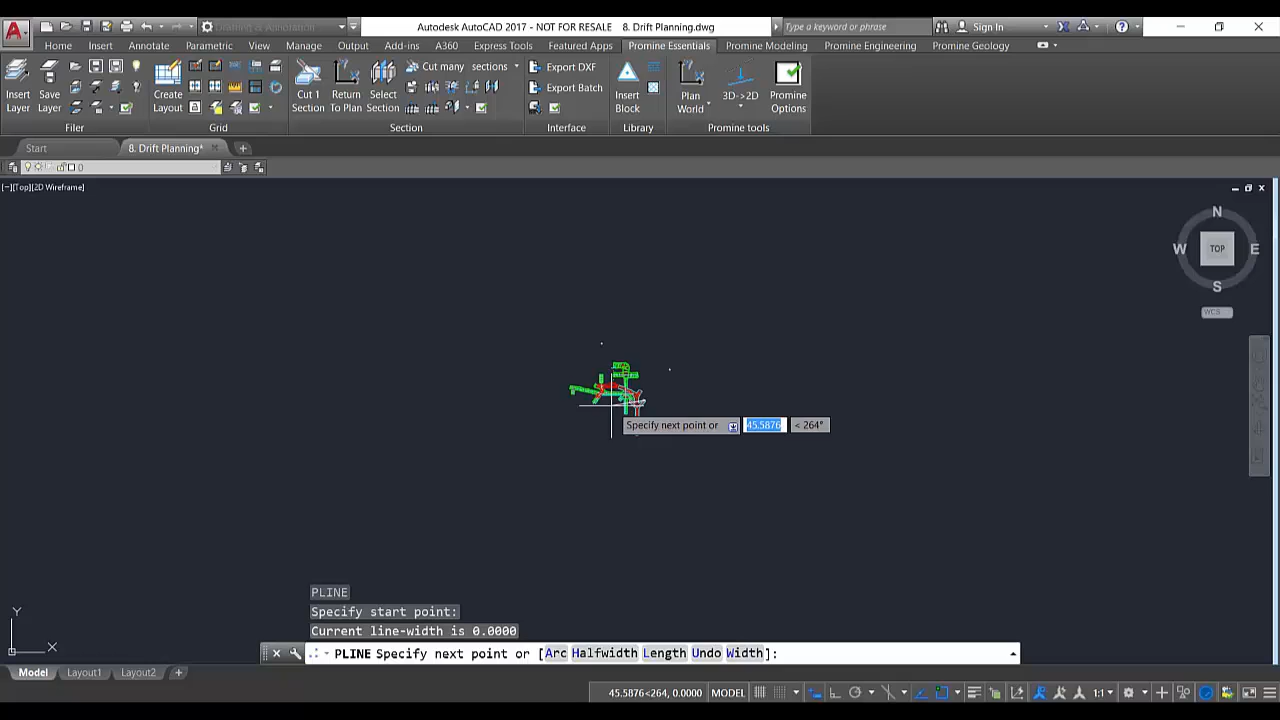 Drafting & Annotation
Autodesk AutoCAD 2017 - NOT FOR RESALE 8. Drift Planning.dwg
Type a keyword or phrase
Sign In
Home Insert Annotate Parametric View Manage Output Add-ins A360 Express Tools Featured Apps Promine Essentials Promine Modeling Promine Engineering Promine Geology
Insert Layer
Save Layer
Create Layout
Cut 1 Section
Return To Plan
Select Section
Cut many sections
Export DXF
Export Batch
Insert Block
Plan World
3D->2D
Promine Options
Filer Grid Section Interface Library Promine tools
Start 8. Drift Planning*
0
[−][Top][2D Wireframe]
N
W TOP E
S
WCS
Specify next point or 45.5876 < 264°
PLINE
Specify start point:
Current line-width is 0.0000
PLINE Specify next point or [Arc Halfwidth Length Undo Width]:
Y
X
Model Layout1 Layout2
45.5876<264, 0.0000 MODEL 1:1